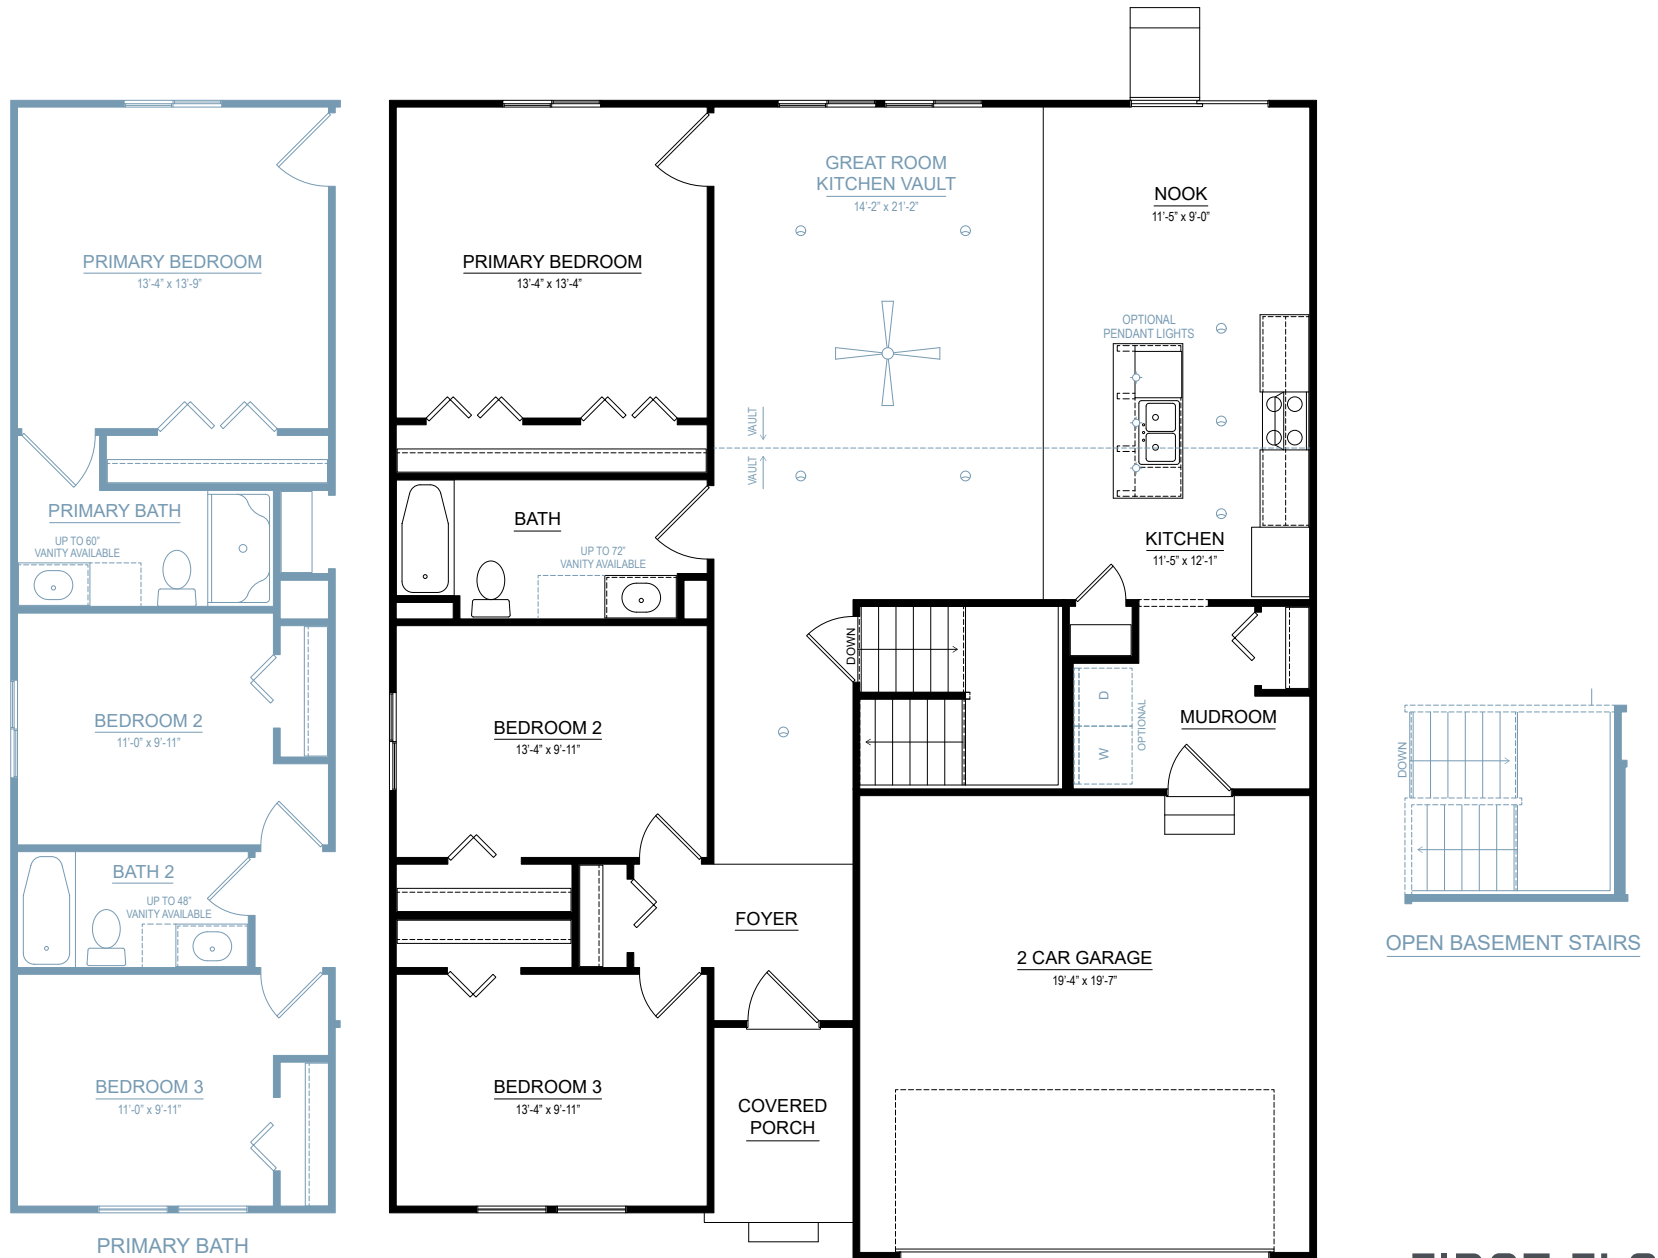 PRIMARY BEDROOM
13'-4" x 13'-9"
PRIMARY BATH
UP TO 60"
VANITY AVAILABLE
BEDROOM 2
11'-0" x 9'-11"
BATH 2
UP TO 48"
VANITY AVAILABLE
BEDROOM 3
11'-0" x 9'-11"
PRIMARY BATH
PRIMARY BEDROOM
13'-4" x 13'-4"
BATH
UP TO 72"
VANITY AVAILABLE
BEDROOM 2
13'-4" x 9'-11"
BEDROOM 3
13'-4" x 9'-11"
GREAT ROOM
KITCHEN VAULT
14'-2" x 21'-2"
VAULT
VAULT
NOOK
11'-5" x 9'-0"
OPTIONAL
PENDANT LIGHTS
KITCHEN
11'-5" x 12'-1"
DOWN
D
W
OPTIONAL
MUDROOM
FOYER
COVERED
PORCH
2 CAR GARAGE
19'-4" x 19'-7"
DOWN
OPEN BASEMENT STAIRS